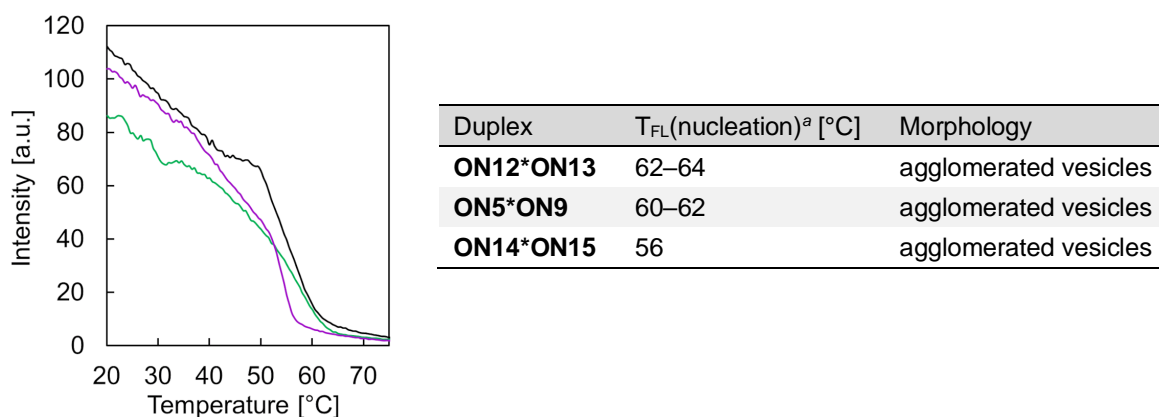 120
100
80
60
40
20
0
Intensity [a.u.]
20 30 40 50 60 70
Temperature [°C]
Duplex T_FL(nucleation)^a [°C] Morphology
ON12*ON13 62–64 agglomerated vesicles
ON5*ON9 60–62 agglomerated vesicles
ON14*ON15 56 agglomerated vesicles